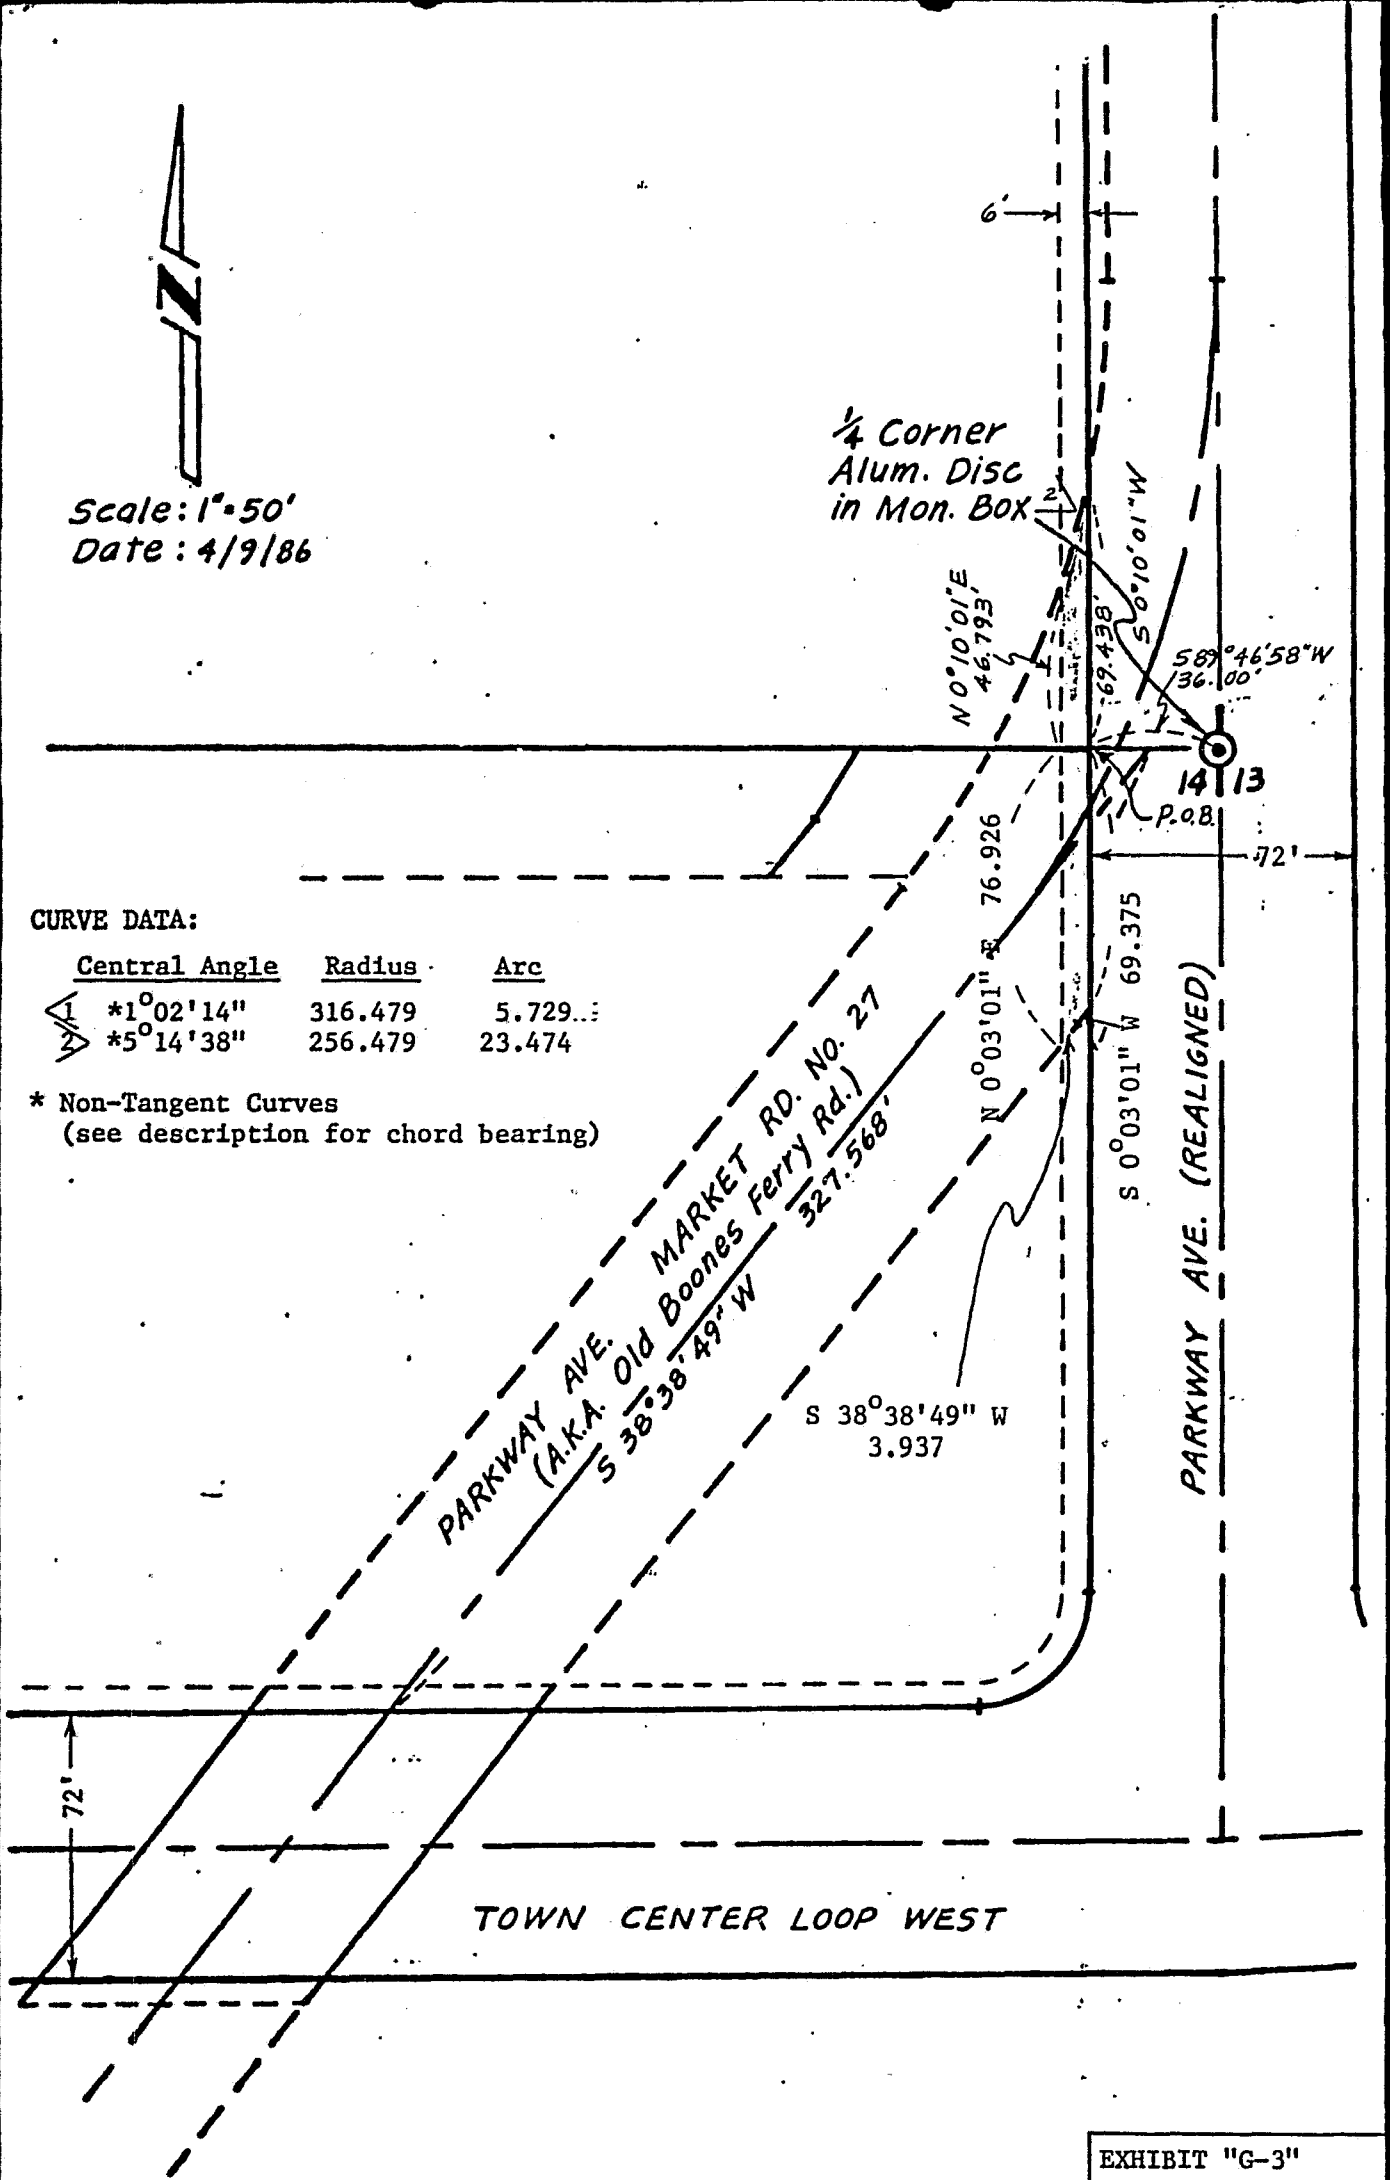 6'
N
1/4 Corner
Alum. Disc
in Mon. Box
2
Scale: 1"=50'
Date: 4/9/86
N 0°10'01"E
46.793'
69.438'
S 0°10'01"W
S 89°46'58"W
36.00'
14 13
P.O.B.
72'
N 0°03'01" E 76.926
S 0°03'01" W 69.375
CURVE DATA:
Central Angle Radius Arc
1 *1°02'14" 316.479 5.729
2 *5°14'38" 256.479 23.474
* Non-Tangent Curves
(see description for chord bearing)
PARKWAY AVE. MARKET RD. NO. 27
(A.K.A. Old Boones Ferry Rd.)
S 38°38'49" W 327.568'
S 38°38'49" W
3.937
PARKWAY AVE. (REALIGNED)
72'
TOWN CENTER LOOP WEST
EXHIBIT "G-3"